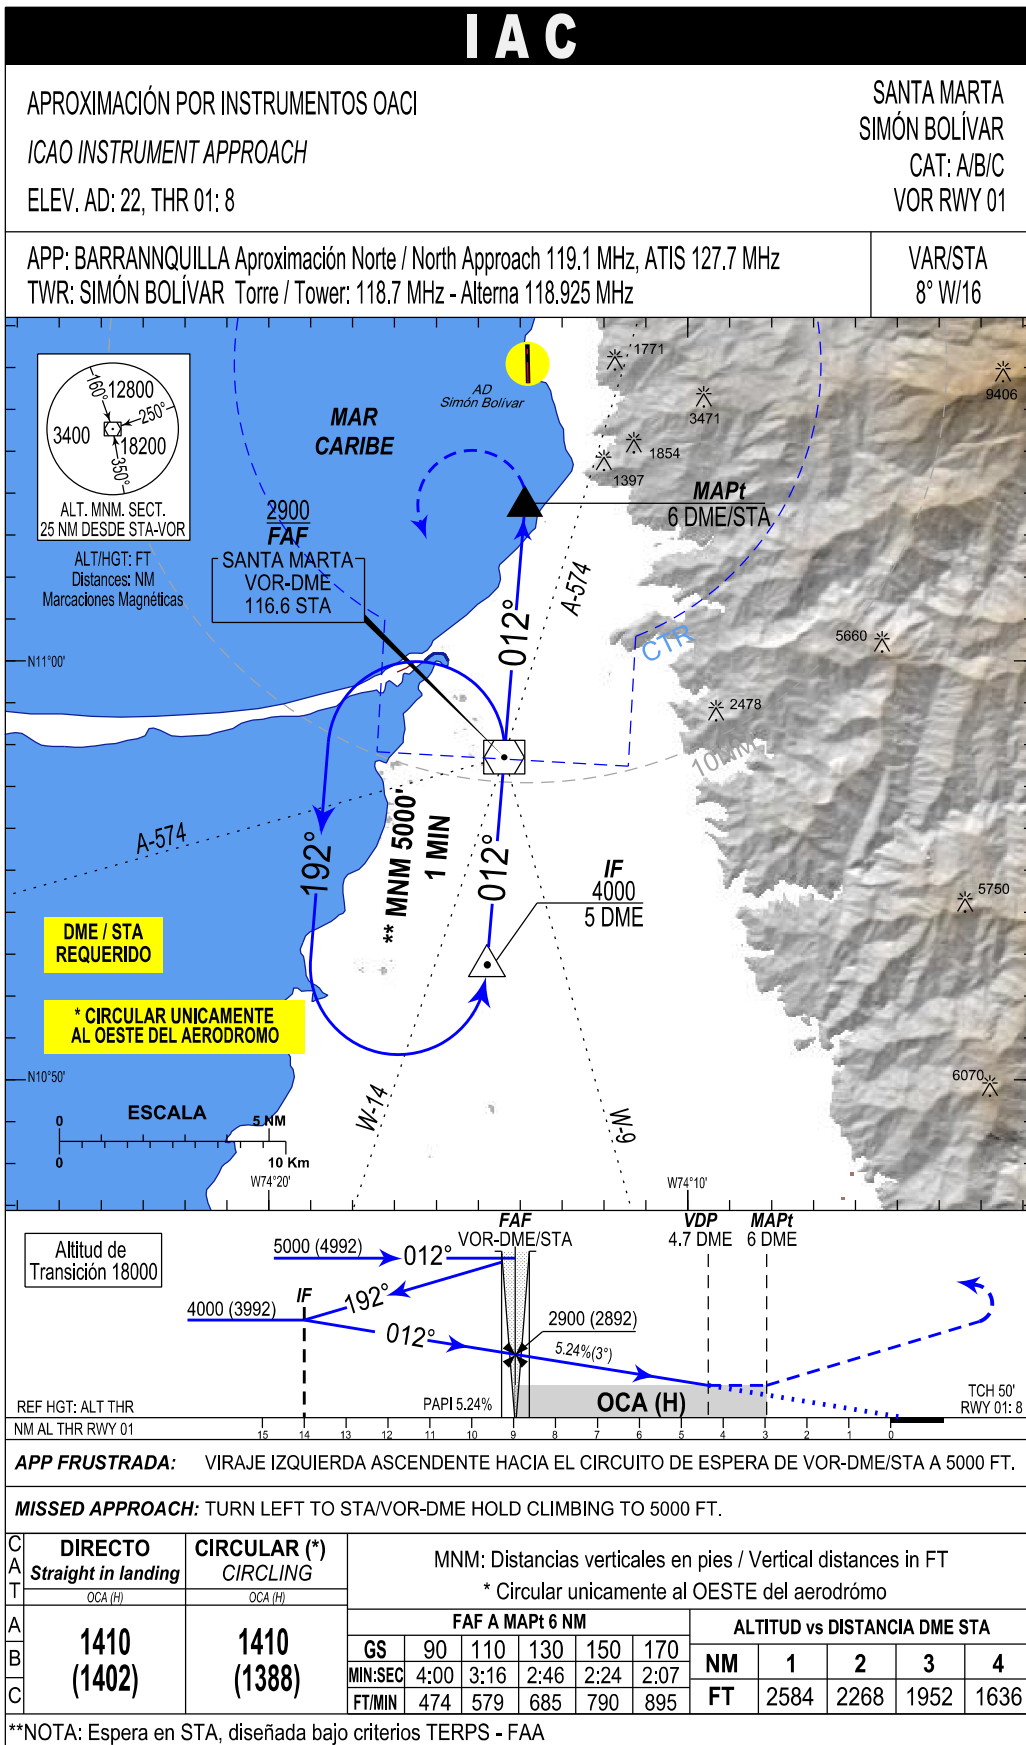 IAC
APROXIMACIÓN POR INSTRUMENTOS OACI
ICAO INSTRUMENT APPROACH
ELEV. AD: 22, THR 01: 8
SANTA MARTA
SIMÓN BOLÍVAR
CAT: A/B/C
VOR RWY 01
APP: BARRANNQUILLA Aproximación Norte / North Approach 119.1 MHz, ATIS 127.7 MHz
TWR: SIMÓN BOLÍVAR Torre / Tower: 118.7 MHz - Alterna 118.925 MHz
VAR/STA
8° W/16
160°
12800
250°
3400
18200
350°
ALT. MNM. SECT.
25 NM DESDE STA-VOR
ALT/HGT: FT
Distances: NM
Marcaciones Magnéticas
MAR
CARIBE
AD
Simón Bolívar
1771
9406
3471
1854
1397
MAPt
6 DME/STA
2900
FAF
SANTA MARTA
VOR-DME
116.6 STA
A-574
012°
CTR
5660
N11°00'
2478
10NM
A-574
192°
** MNM 5000'
1 MIN
012°
IF
4000
5 DME
5750
DME / STA
REQUERIDO
* CIRCULAR UNICAMENTE
AL OESTE DEL AERODROMO
N10°50'
6070
W-14
W-9
ESCALA
0
5 NM
0
10 Km
W74°20'
W74°10'
Altitud de
Transición 18000
FAF
VOR-DME/STA
VDP
4.7 DME
MAPt
6 DME
5000 (4992)
012°
IF
192°
4000 (3992)
012°
2900 (2892)
5.24%(3°)
OCA (H)
REF HGT: ALT THR
PAPI 5.24%
TCH 50'
RWY 01: 8
NM AL THR RWY 01
15 14 13 12 11 10 9 8 7 6 5 4 3 2 1 0
APP FRUSTRADA: VIRAJE IZQUIERDA ASCENDENTE HACIA EL CIRCUITO DE ESPERA DE VOR-DME/STA A 5000 FT.
MISSED APPROACH: TURN LEFT TO STA/VOR-DME HOLD CLIMBING TO 5000 FT.
CAT
DIRECTO
Straight in landing
OCA (H)
CIRCULAR (*)
CIRCLING
OCA (H)
A
B
C
1410
(1402)
1410
(1388)
MNM: Distancias verticales en pies / Vertical distances in FT
* Circular unicamente al OESTE del aerodrómo
FAF A MAPt 6 NM
GS 90 110 130 150 170
MIN:SEC 4:00 3:16 2:46 2:24 2:07
FT/MIN 474 579 685 790 895
ALTITUD vs DISTANCIA DME STA
NM 1 2 3 4
FT 2584 2268 1952 1636
**NOTA: Espera en STA, diseñada bajo criterios TERPS - FAA